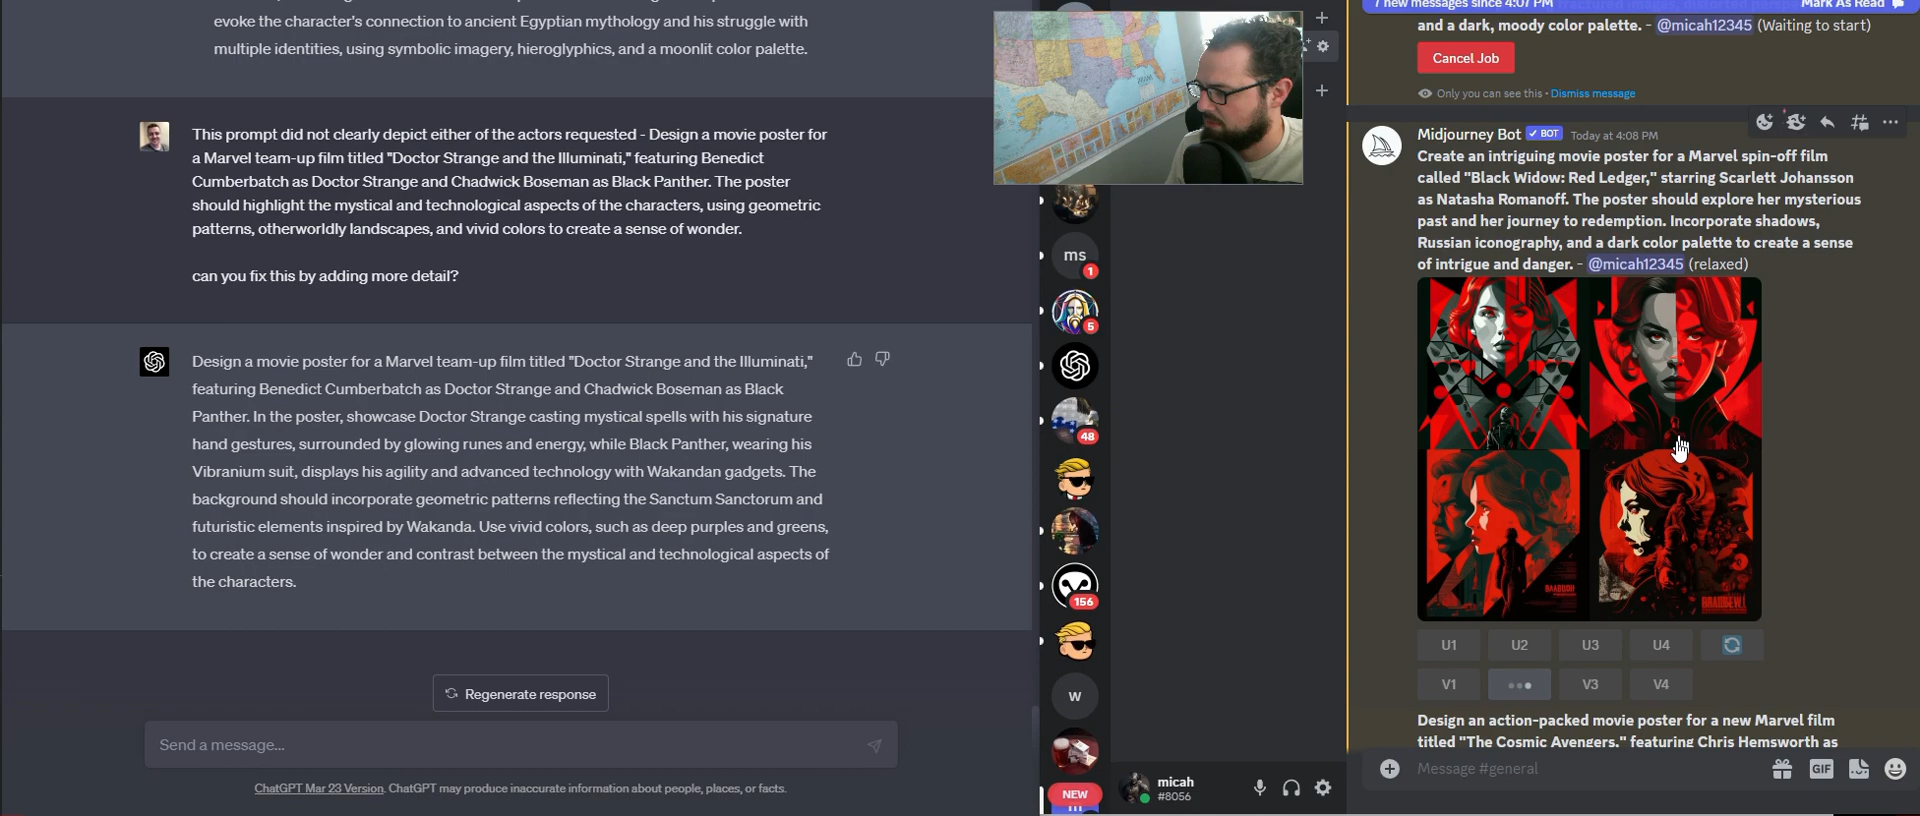 evoke the character's connection to ancient Egyptian mythology and his struggle with
multiple identities, using symbolic imagery, hieroglyphics, and a moonlit color palette.
This prompt did not clearly depict either of the actors requested - Design a movie poster for
a Marvel team-up film titled "Doctor Strange and the Illuminati," featuring Benedict
Cumberbatch as Doctor Strange and Chadwick Boseman as Black Panther. The poster
should highlight the mystical and technological aspects of the characters, using geometric
patterns, otherworldly landscapes, and vivid colors to create a sense of wonder.
can you fix this by adding more detail?
Design a movie poster for a Marvel team-up film titled "Doctor Strange and the Illuminati,"
featuring Benedict Cumberbatch as Doctor Strange and Chadwick Boseman as Black
Panther. In the poster, showcase Doctor Strange casting mystical spells with his signature
hand gestures, surrounded by glowing runes and energy, while Black Panther, wearing his
Vibranium suit, displays his agility and advanced technology with Wakandan gadgets. The
background should incorporate geometric patterns reflecting the Sanctum Sanctorum and
futuristic elements inspired by Wakanda. Use vivid colors, such as deep purples and greens,
to create a sense of wonder and contrast between the mystical and technological aspects of
the characters.
Regenerate response
Send a message...
ChatGPT Mar 23 Version. ChatGPT may produce inaccurate information about people, places, or facts.
ms
1
5
48
156
W
NEW
micah
#8056
7 new messages since 4:07 PM
Mark As Read
and a dark, moody color palette. - @micah12345 (Waiting to start)
Cancel Job
Only you can see this • Dismiss message
Midjourney Bot ✓ BOT Today at 4:08 PM
Create an intriguing movie poster for a Marvel spin-off film
called "Black Widow: Red Ledger," starring Scarlett Johansson
as Natasha Romanoff. The poster should explore her mysterious
past and her journey to redemption. Incorporate shadows,
Russian iconography, and a dark color palette to create a sense
of intrigue and danger. - @micah12345 (relaxed)
U1 U2 U3 U4
V1 V3 V4
Design an action-packed movie poster for a new Marvel film
titled "The Cosmic Avengers," featuring Chris Hemsworth as
Message #general
GIF